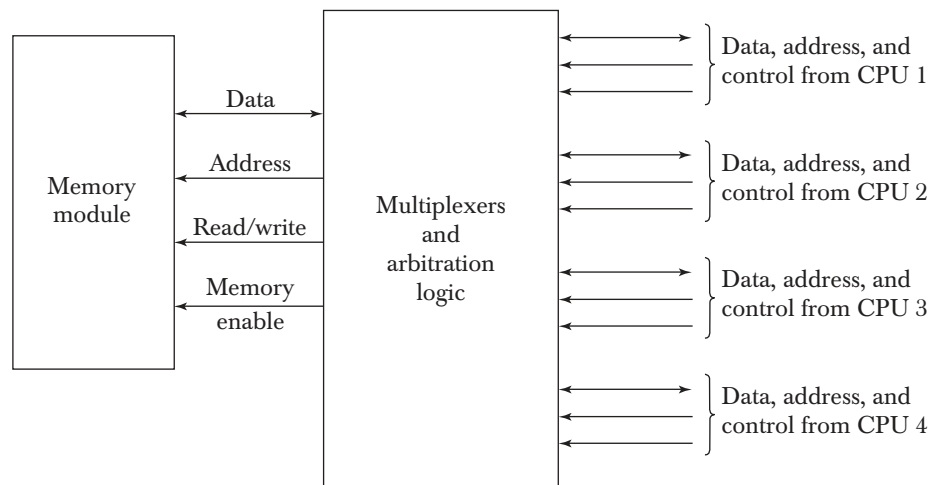 Memory
module
Data
Address
Read/write
Memory
enable
Multiplexers
and
arbitration
logic
Data, address, and
control from CPU 1
Data, address, and
control from CPU 2
Data, address, and
control from CPU 3
Data, address, and
control from CPU 4